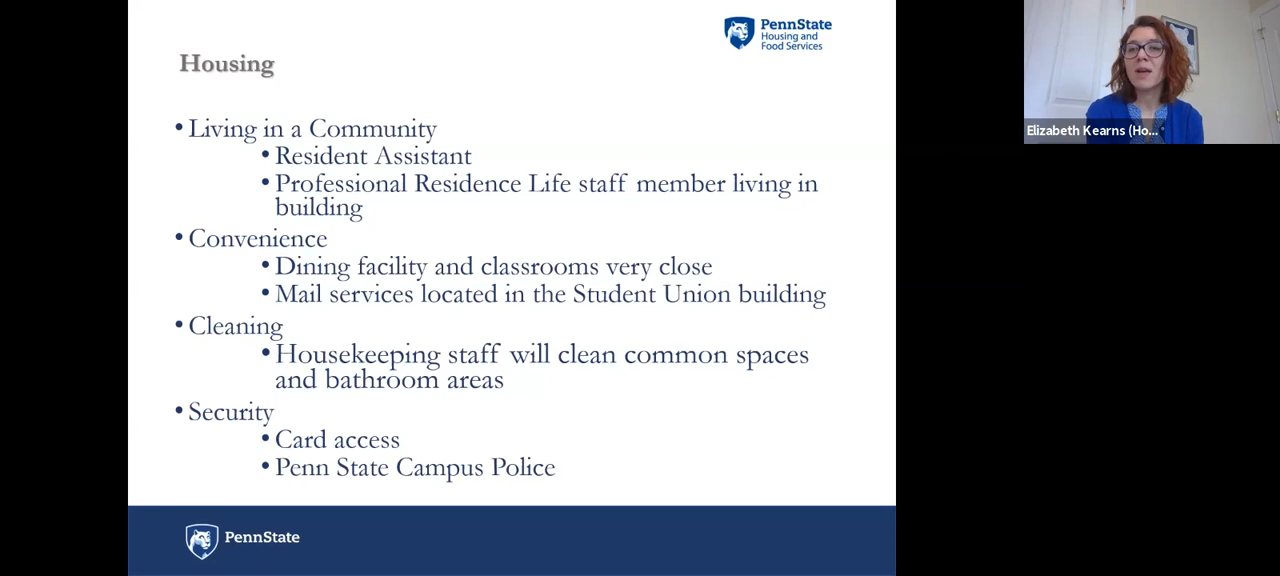 PennState
Housing and
Food Services
Housing
• Living in a Community
• Resident Assistant
• Professional Residence Life staff member living in
building
• Convenience
• Dining facility and classrooms very close
• Mail services located in the Student Union building
• Cleaning
• Housekeeping staff will clean common spaces
and bathroom areas
• Security
• Card access
• Penn State Campus Police
PennState
Elizabeth Kearns (Ho...